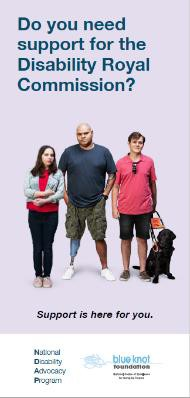 Do you need
support for the
Disability Royal
Commission?
Support is here for you.
National
Disability
Advocacy
Program
blue knot
foundation